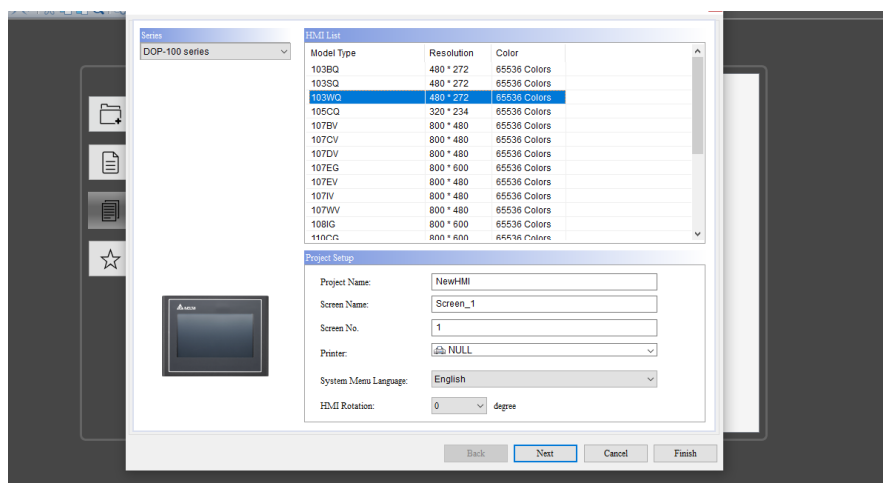 Series
DOP-100 series
HMI List
Model Type Resolution Color
103BQ 480 * 272 65536 Colors
103SQ 480 * 272 65536 Colors
103WQ 480 * 272 65536 Colors
105CQ 320 * 234 65536 Colors
107BV 800 * 480 65536 Colors
107CV 800 * 480 65536 Colors
107DV 800 * 480 65536 Colors
107EG 800 * 600 65536 Colors
107EV 800 * 480 65536 Colors
107IV 800 * 480 65536 Colors
107WV 800 * 480 65536 Colors
108IG 800 * 600 65536 Colors
110CG 800 * 600 65536 Colors
Project Setup
Project Name: NewHMI
Screen Name: Screen_1
Screen No. 1
Printer: NULL
System Menu Language: English
HMI Rotation: 0 degree
Back Next Cancel Finish